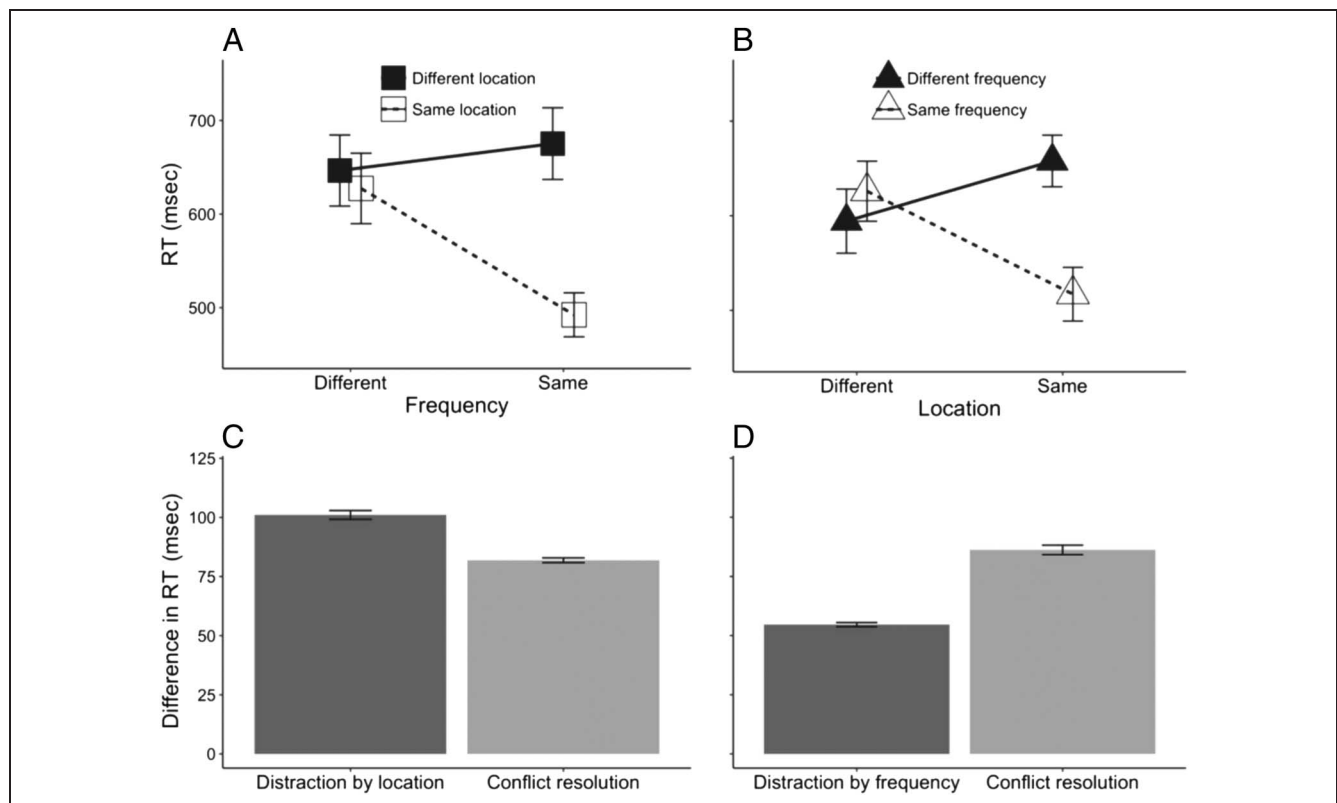 A
Different location
Same location
700
600
500
RT (msec)
Different Same
Frequency
B
Different frequency
Same frequency
Different Same
Location
C
125
100
75
50
25
0
Difference in RT (msec)
Distraction by location Conflict resolution
D
Distraction by frequency Conflict resolution